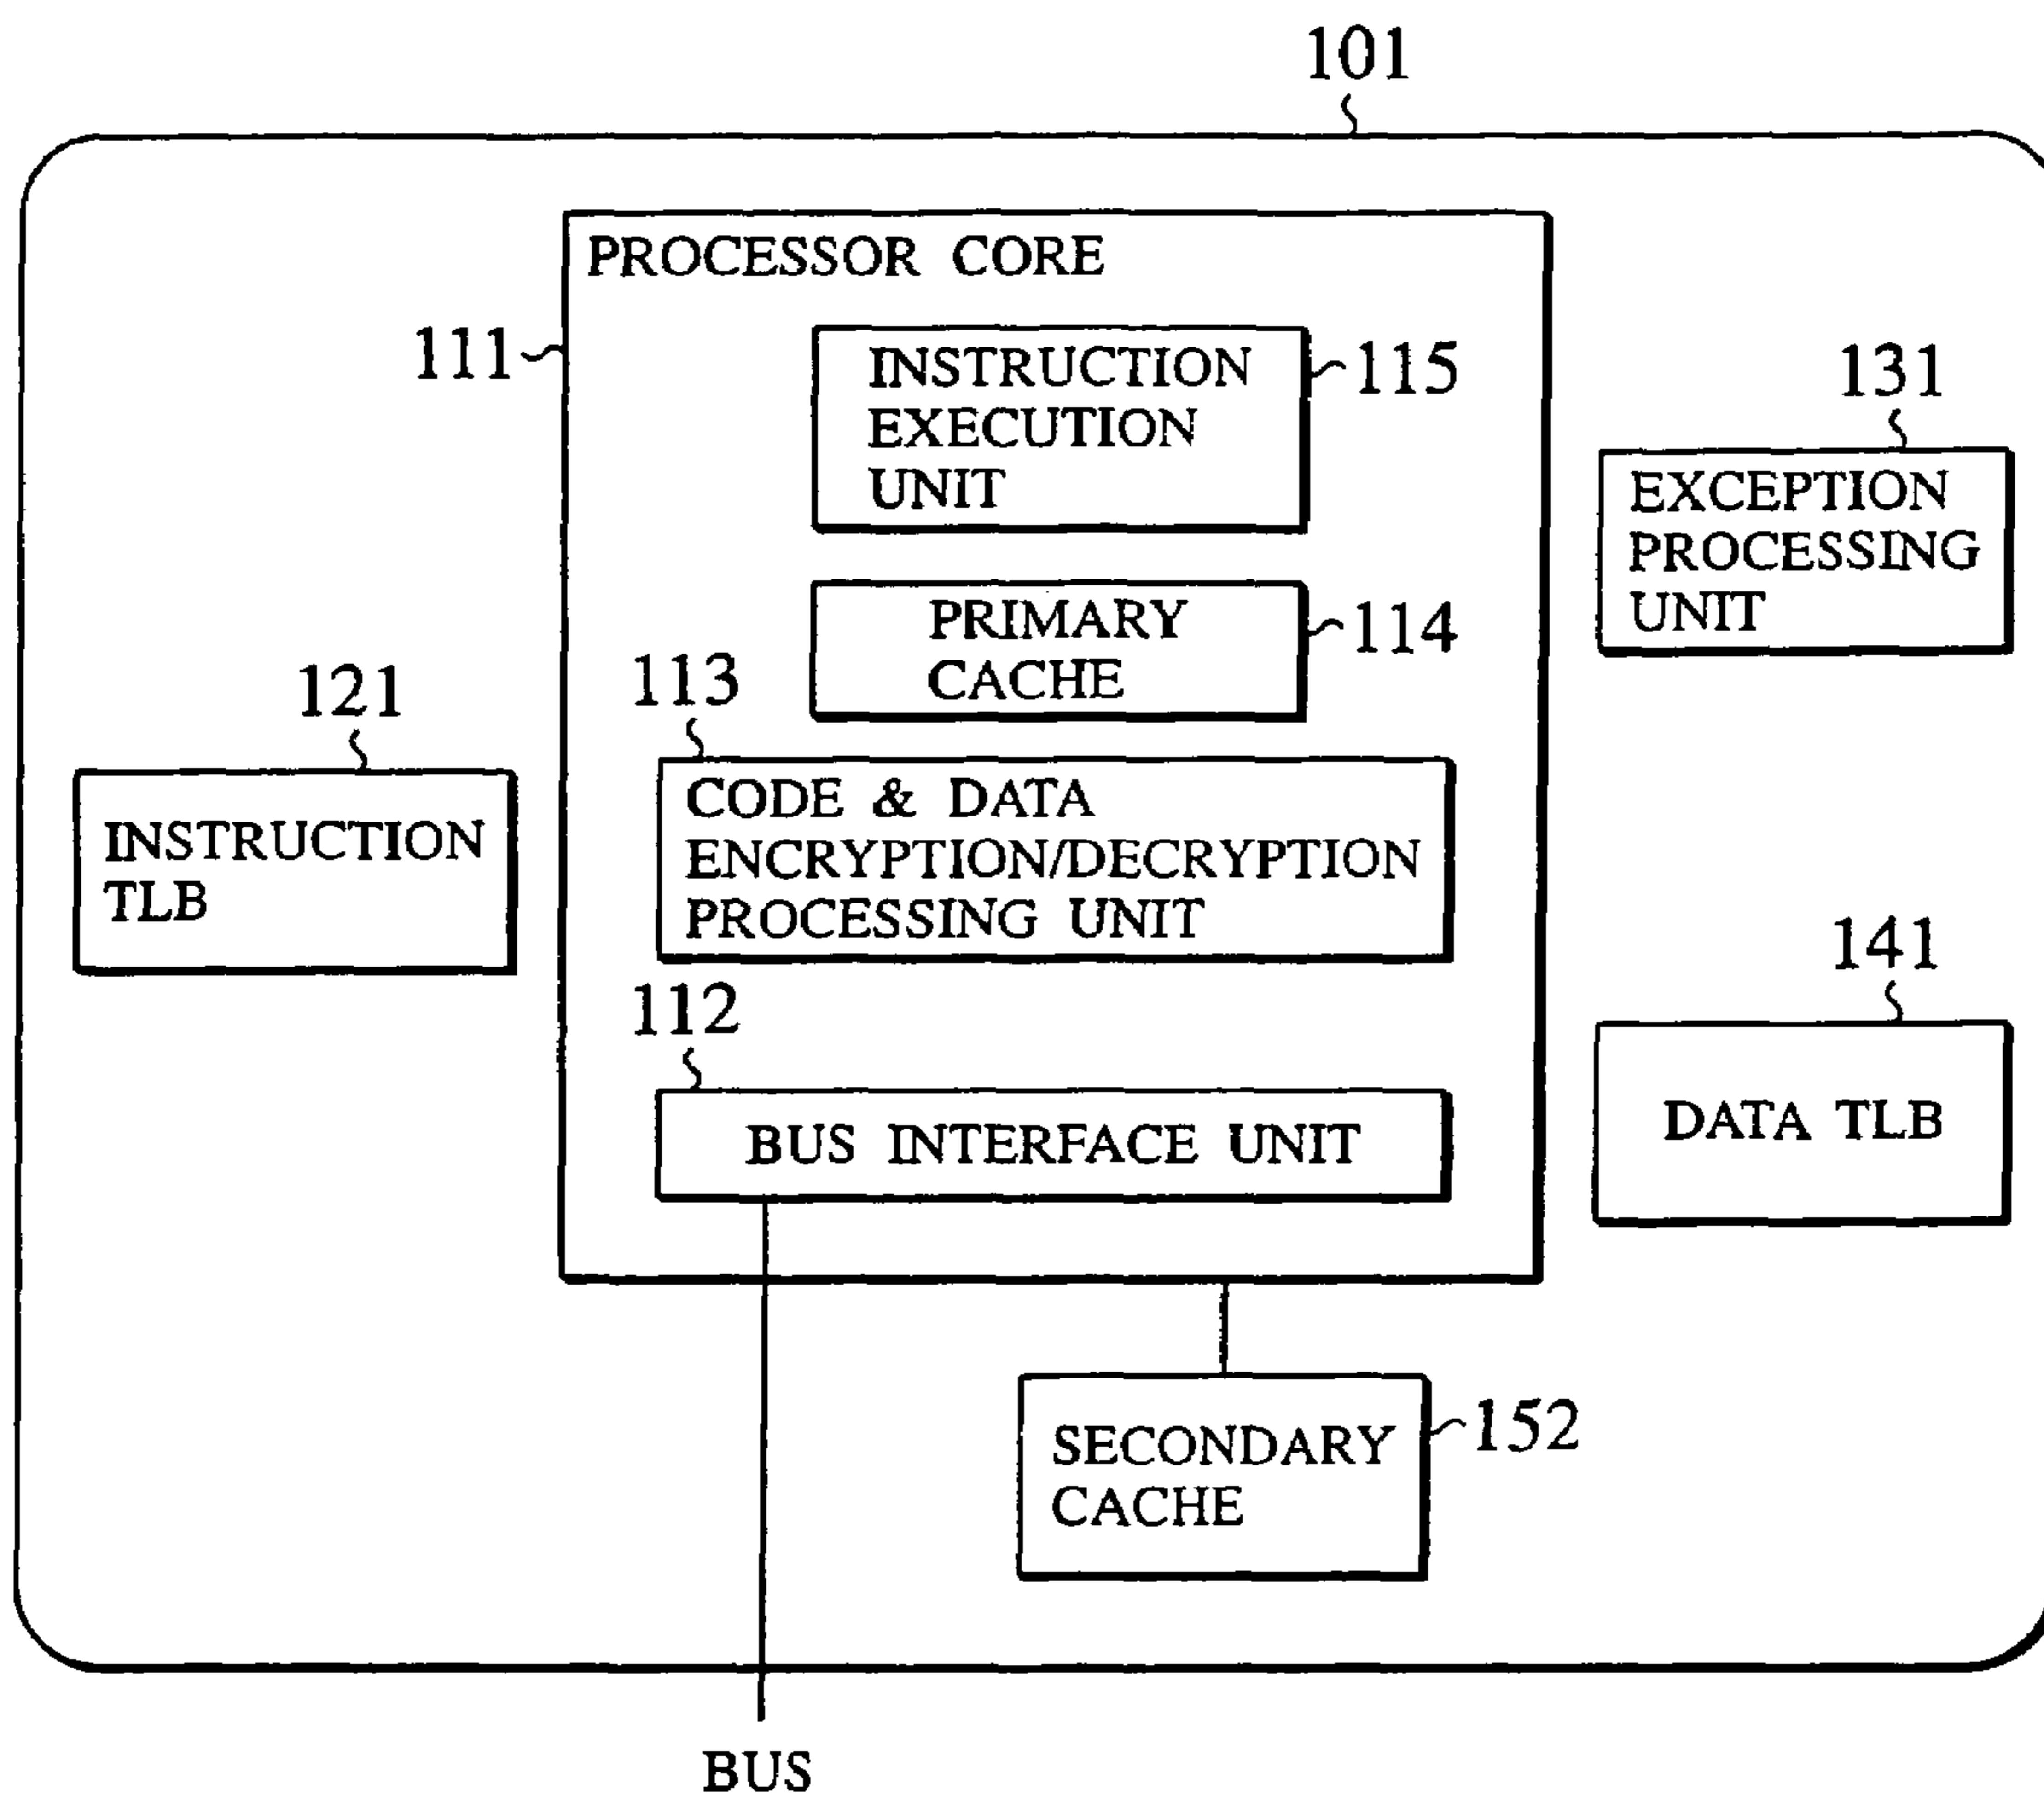 101
PROCESSOR CORE
111
INSTRUCTION
EXECUTION
UNIT
115
131
EXCEPTION
PROCESSING
UNIT
PRIMARY
CACHE
114
113
121
CODE & DATA
ENCRYPTION/DECRYPTION
PROCESSING UNIT
INSTRUCTION
TLB
141
112
DATA TLB
BUS INTERFACE UNIT
SECONDARY
CACHE
152
BUS